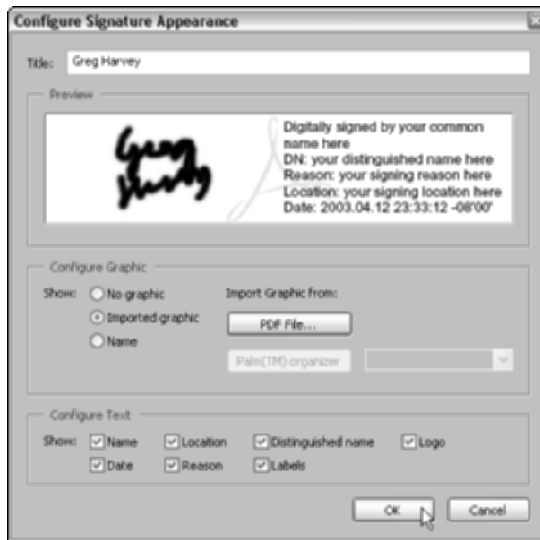 Configure Signature Appearance
Title: Greg Harvey
Preview
Greg
Harvey
Digitally signed by your common
name here
DN: your distinguished name here
Reason: your signing reason here
Location: your signing location here
Date: 2003.04.12 23:33:12 -08'00'
Configure Graphic
Show: No graphic Import Graphic from:
Imported graphic PDF File...
Name
Palm(TM) organizer
Configure Text
Show: Name Location Distinguished name Logo
Date Reason Labels
OK Cancel